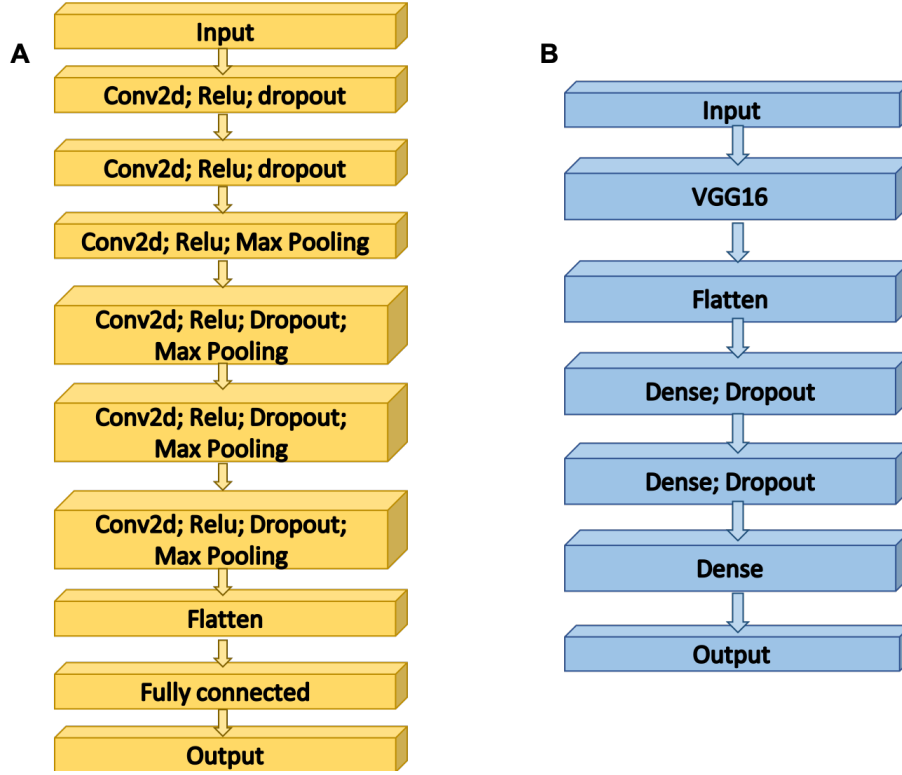 A
Input
Conv2d; Relu; dropout
Conv2d; Relu; dropout
Conv2d; Relu; Max Pooling
Conv2d; Relu; Dropout;
Max Pooling
Conv2d; Relu; Dropout;
Max Pooling
Conv2d; Relu; Dropout;
Max Pooling
Flatten
Fully connected
Output
B
Input
VGG16
Flatten
Dense; Dropout
Dense; Dropout
Dense
Output